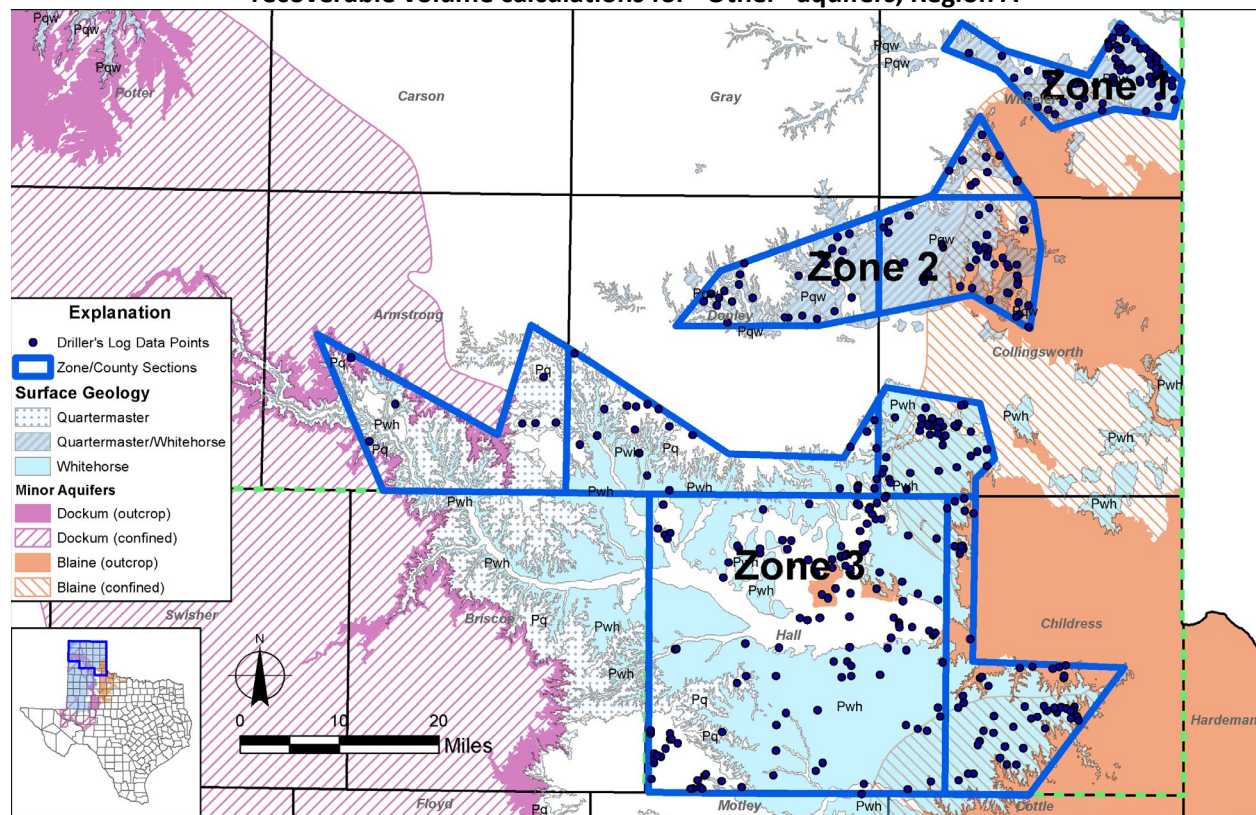 recoverable volume calculations for "Other" aquifers, Region A
Pqw
Pqw
Pqw
Potter
Carson
Gray
Pqw
Pqw
Wheeler
Zone 1
Zone 2
Pqw
Pqw
Pqw
Donley
Pqw
Pqw
Collingsworth
Armstrong
Explanation
Driller's Log Data Points
Zone/County Sections
Surface Geology
Quartermaster
Quartermaster/Whitehorse
Whitehorse
Minor Aquifers
Dockum (outcrop)
Dockum (confined)
Blaine (outcrop)
Blaine (confined)
Pq
Pwh
Pq
Pq
Pwh
Pq
Pwh
Pwh
Pwh
Pwh
Pwh
Pwh
Pwh
Pwh
Pwh
Zone 3
Pwh
Pwh
Swisher
Briscoe
Pq
Pwh
Pwh
Hall
Childress
Pq
Pq
Pwh
Hardeman
N
0 10 20
Miles
Floyd
Pq
Motley
Pwh
Cottle